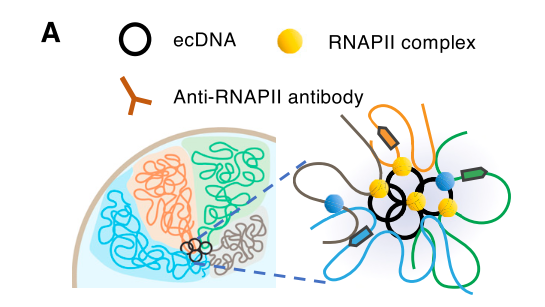 A
ecDNA
RNAPII complex
Anti-RNAPII antibody